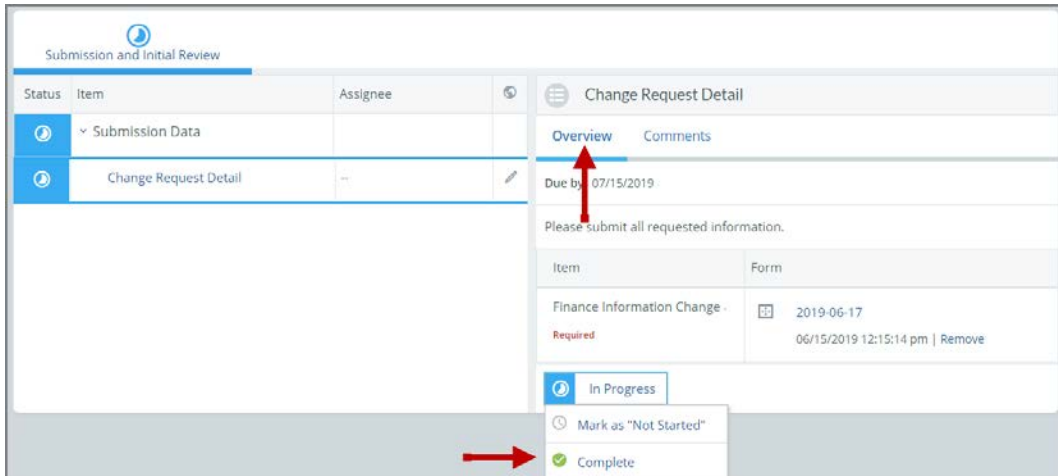 Submission and Initial Review
Status Item Assignee
Change Request Detail
Submission Data
Overview Comments
Change Request Detail --
Due by: 07/15/2019
Please submit all requested information.
Item Form
Finance Information Change
2019-06-17
Required
06/15/2019 12:15:14 pm | Remove
In Progress
Mark as "Not Started"
Complete